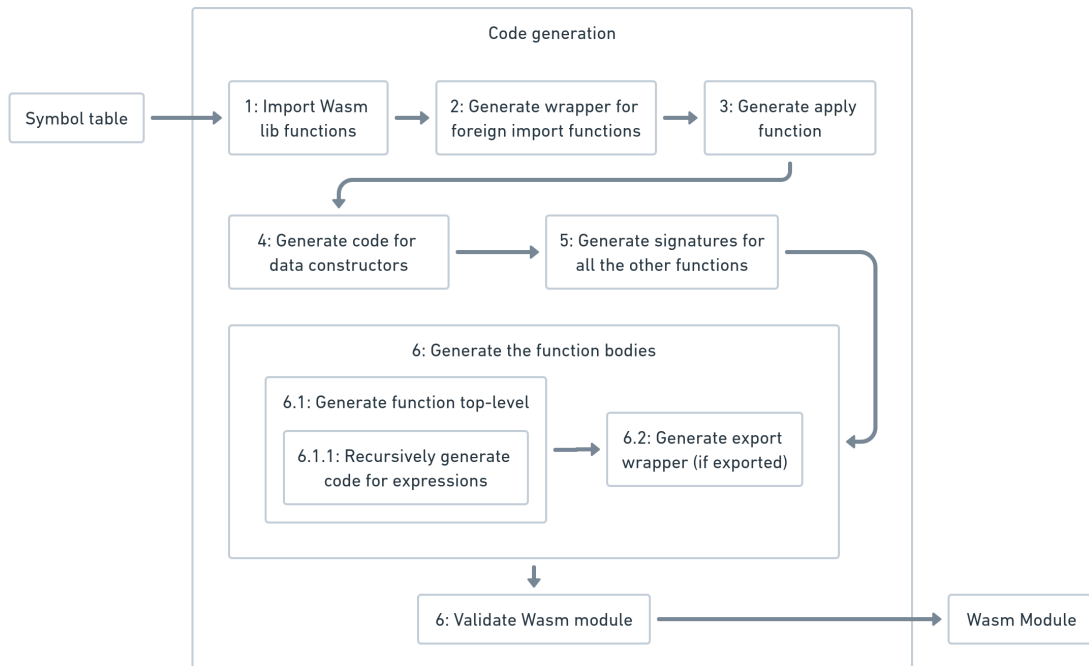 Code generation
Symbol table
1: Import Wasm
lib functions
2: Generate wrapper for
foreign import functions
3: Generate apply
function
4: Generate code for
data constructors
5: Generate signatures for
all the other functions
6: Generate the function bodies
6.1: Generate function top-level
6.1.1: Recursively generate
code for expressions
6.2: Generate export
wrapper (if exported)
6: Validate Wasm module
Wasm Module